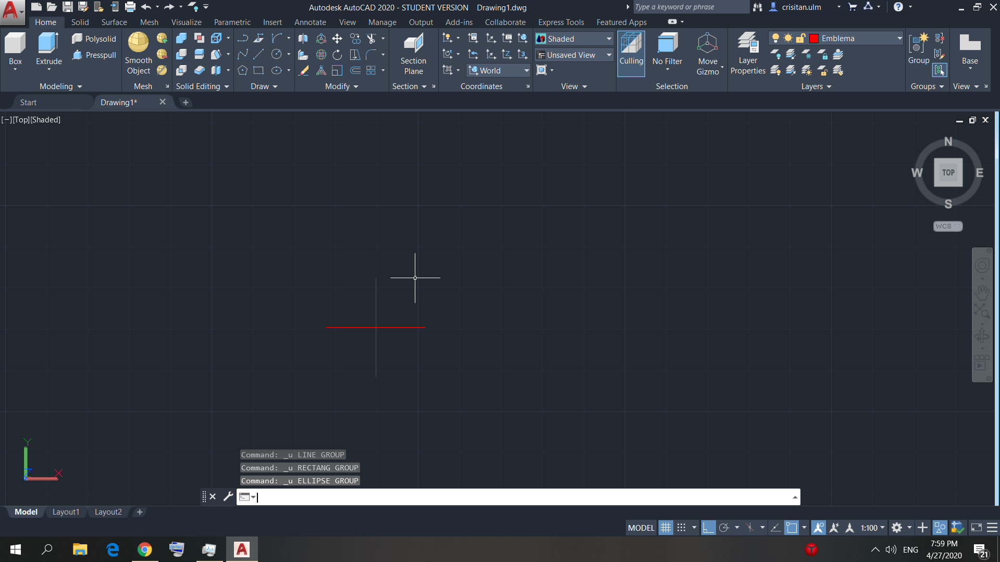 Autodesk AutoCAD 2020 - STUDENT VERSION Drawing1.dwg
Type a keyword or phrase
crisitan.ulm
Home Solid Surface Mesh Visualize Parametric Insert Annotate View Manage Output Add-ins Collaborate Express Tools Featured Apps
Box
Extrude
Polysolid
Presspull
Modeling
Smooth
Object
Mesh
Solid Editing
Draw
Modify
Section
Plane
Section
World
Coordinates
Shaded
Unsaved View
View
Culling
No Filter
Move
Gizmo
Selection
Layer
Properties
Emblema
Layers
Group
Groups
Base
View
Start
Drawing1*
[−][Top][Shaded]
N
W
TOP
E
S
WCS
Y
X
Z
Command: _u LINE GROUP
Command: _u RECTANG GROUP
Command: _u ELLIPSE GROUP
Model Layout1 Layout2
MODEL
1:100
ENG
7:59 PM
4/27/2020
21